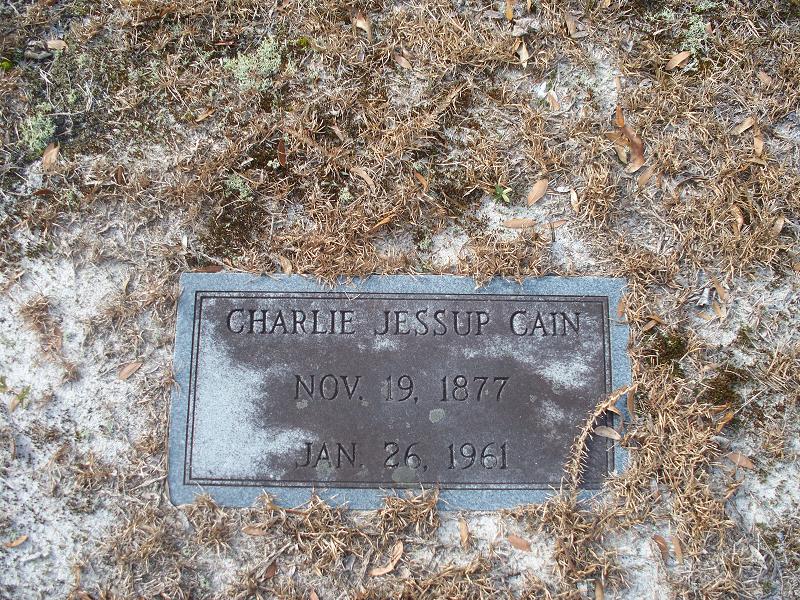 CHARLIE JESSUP CAIN
NOV. 19, 1877
JAN. 26, 1961